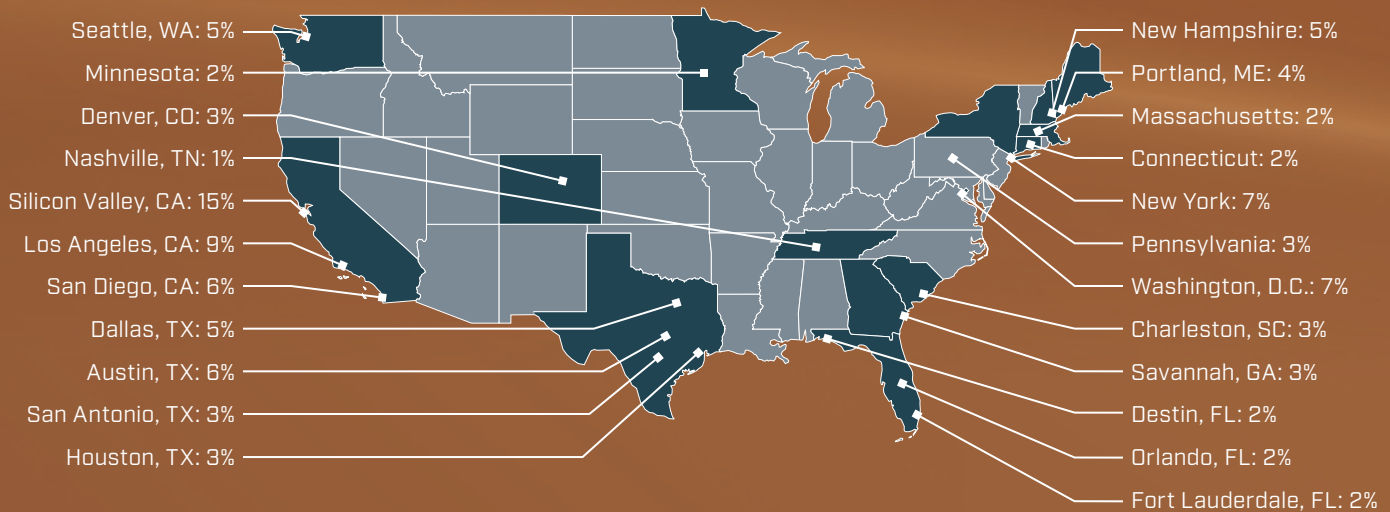 Seattle, WA: 5%
Minnesota: 2%
Denver, CO: 3%
Nashville, TN: 1%
Silicon Valley, CA: 15%
Los Angeles, CA: 9%
San Diego, CA: 6%
Dallas, TX: 5%
Austin, TX: 6%
San Antonio, TX: 3%
Houston, TX: 3%
New Hampshire: 5%
Portland, ME: 4%
Massachusetts: 2%
Connecticut: 2%
New York: 7%
Pennsylvania: 3%
Washington, D.C.: 7%
Charleston, SC: 3%
Savannah, GA: 3%
Destin, FL: 2%
Orlando, FL: 2%
Fort Lauderdale, FL: 2%